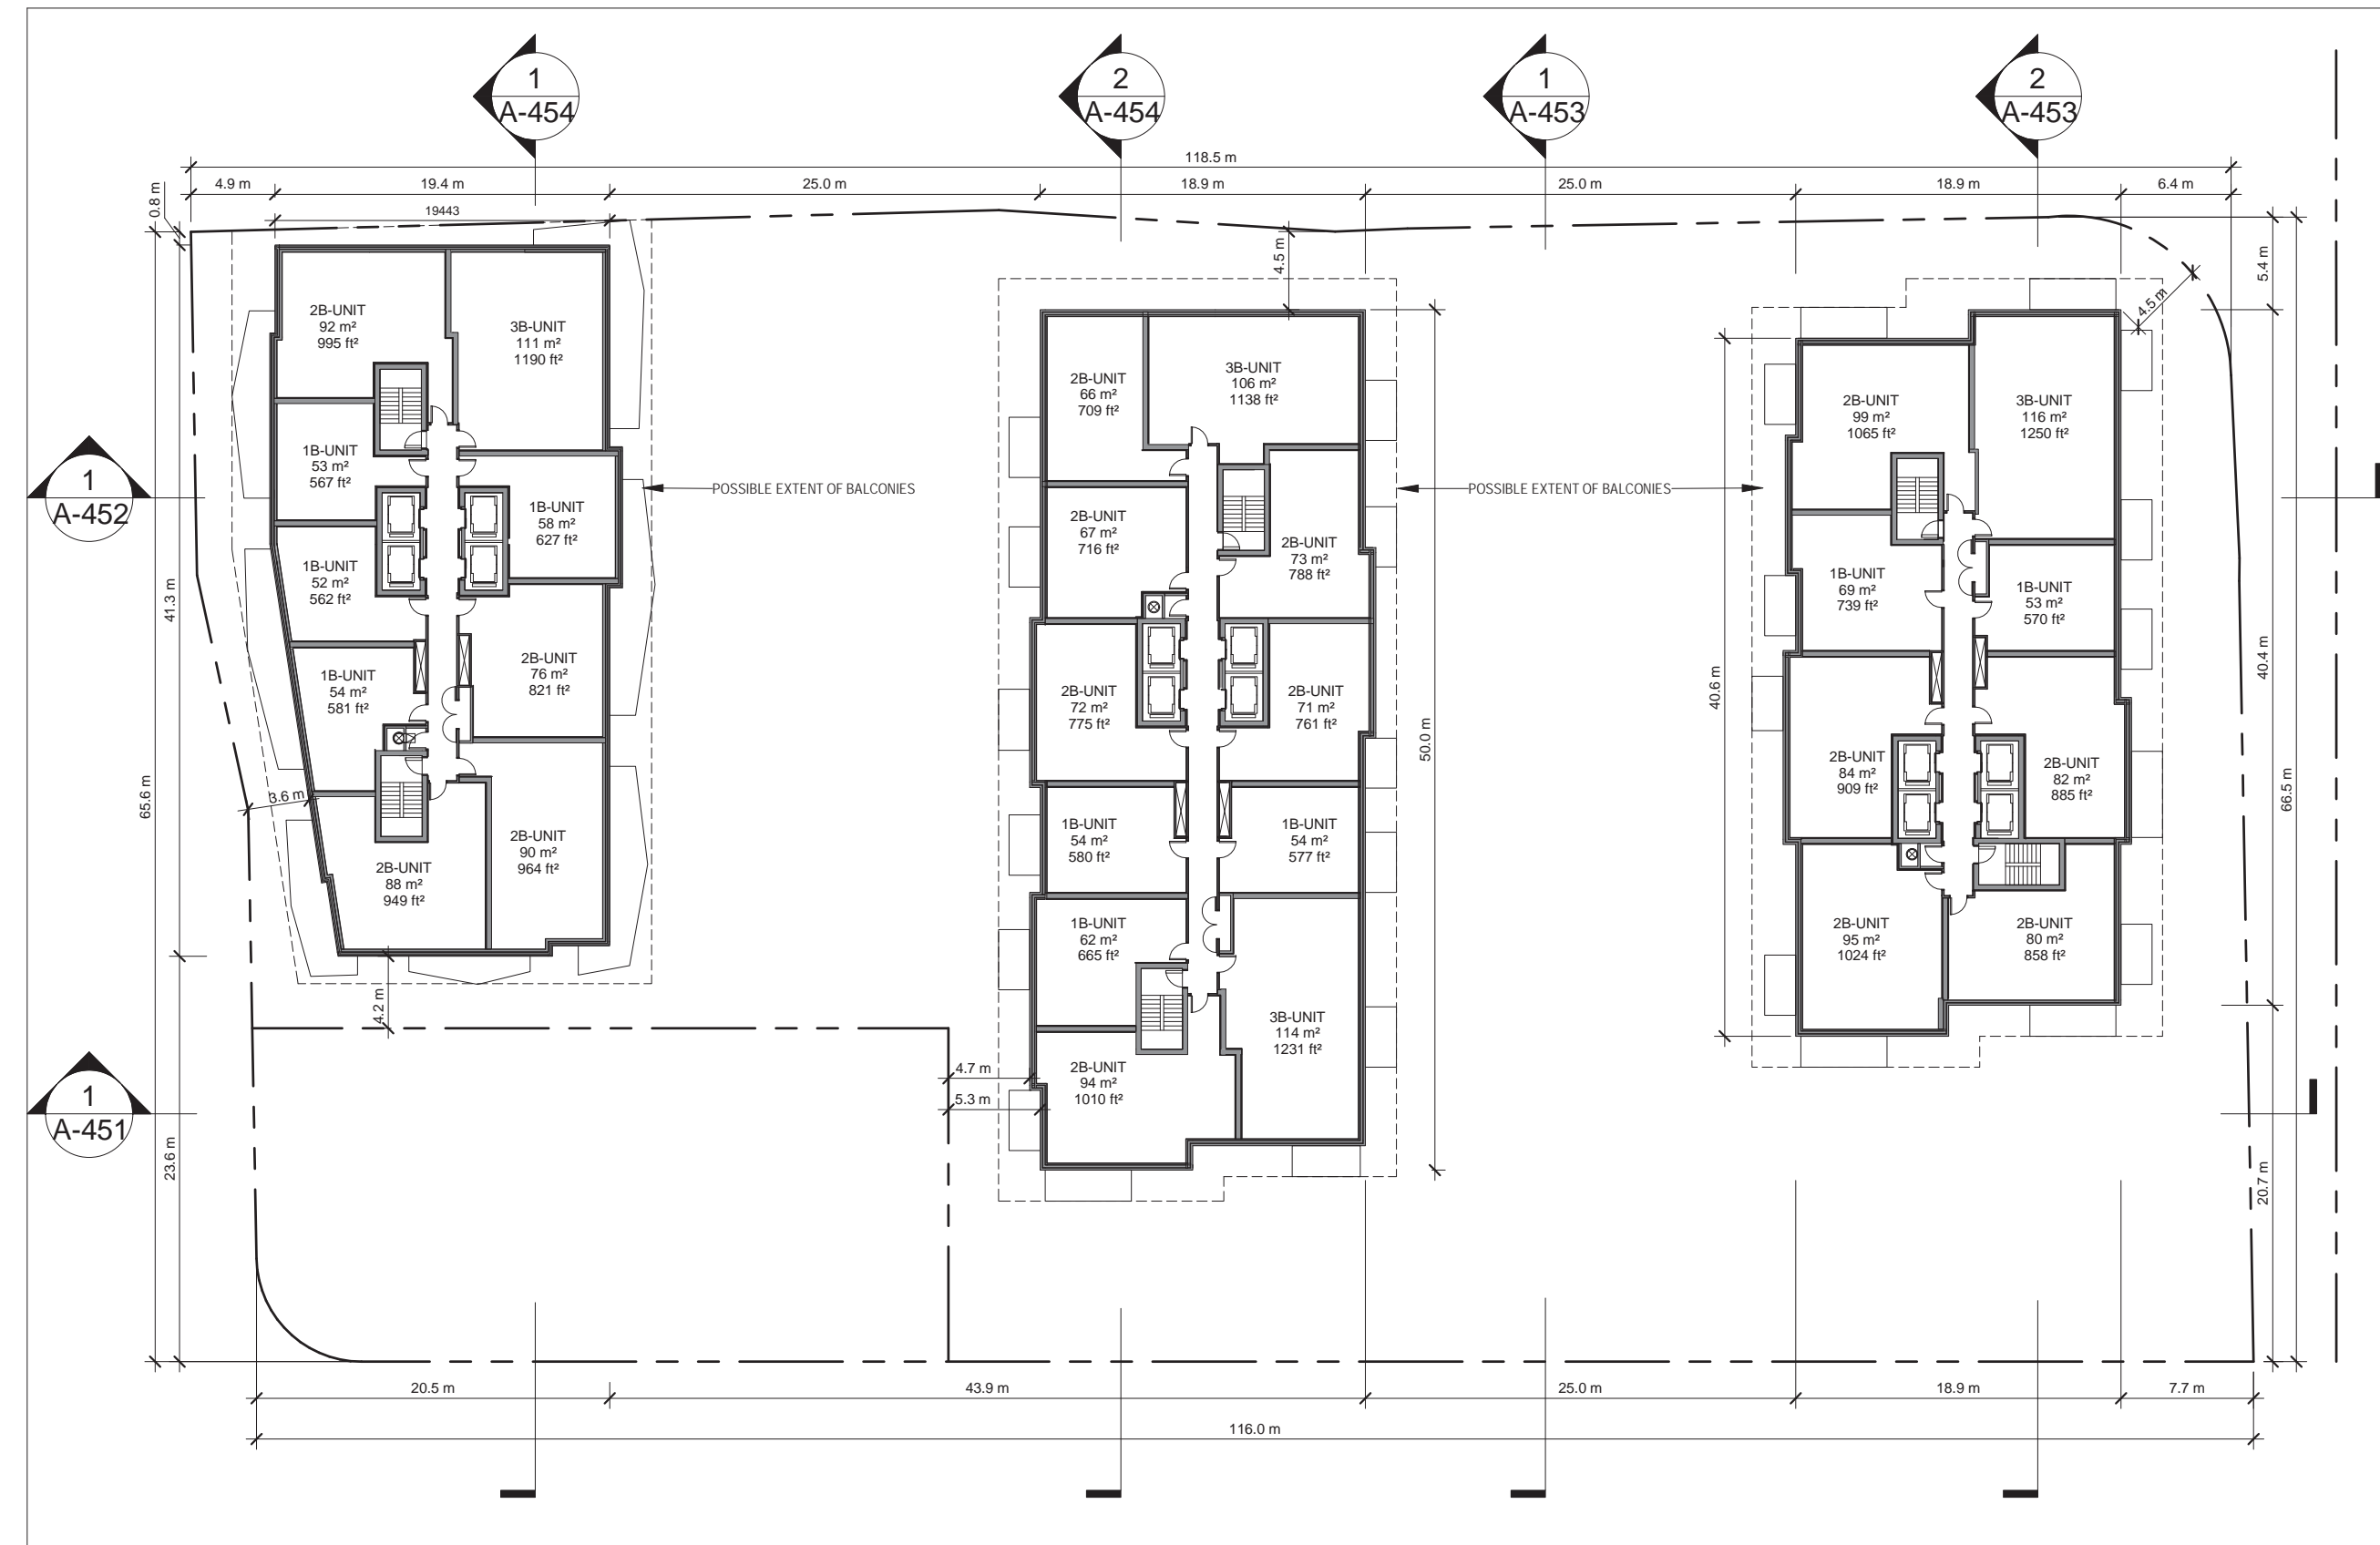 1
A-454
2
A-454
1
A-453
2
A-453
118.5 m
4.9 m
19.4 m
25.0 m
18.9 m
25.0 m
18.9 m
6.4 m
19443
0.8 m
4.5 m
5.4 m
4.5 m
2B-UNIT
92 m²
995 ft²
3B-UNIT
111 m²
1190 ft²
1B-UNIT
53 m²
567 ft²
1B-UNIT
58 m²
627 ft²
1B-UNIT
52 m²
562 ft²
1B-UNIT
54 m²
581 ft²
2B-UNIT
76 m²
821 ft²
2B-UNIT
88 m²
949 ft²
2B-UNIT
90 m²
964 ft²
POSSIBLE EXTENT OF BALCONIES
2B-UNIT
66 m²
709 ft²
3B-UNIT
106 m²
1138 ft²
2B-UNIT
67 m²
716 ft²
2B-UNIT
73 m²
788 ft²
2B-UNIT
72 m²
775 ft²
2B-UNIT
71 m²
761 ft²
1B-UNIT
54 m²
580 ft²
1B-UNIT
54 m²
577 ft²
1B-UNIT
62 m²
665 ft²
3B-UNIT
114 m²
1231 ft²
2B-UNIT
94 m²
1010 ft²
POSSIBLE EXTENT OF BALCONIES
2B-UNIT
99 m²
1065 ft²
3B-UNIT
116 m²
1250 ft²
1B-UNIT
69 m²
739 ft²
1B-UNIT
53 m²
570 ft²
2B-UNIT
84 m²
909 ft²
2B-UNIT
82 m²
885 ft²
2B-UNIT
95 m²
1024 ft²
2B-UNIT
80 m²
858 ft²
1
A-452
1
A-451
41.3 m
65.6 m
23.6 m
3.6 m
4.2 m
4.7 m
5.3 m
50.0 m
40.6 m
40.4 m
66.5 m
20.7 m
20.5 m
43.9 m
25.0 m
18.9 m
7.7 m
116.0 m